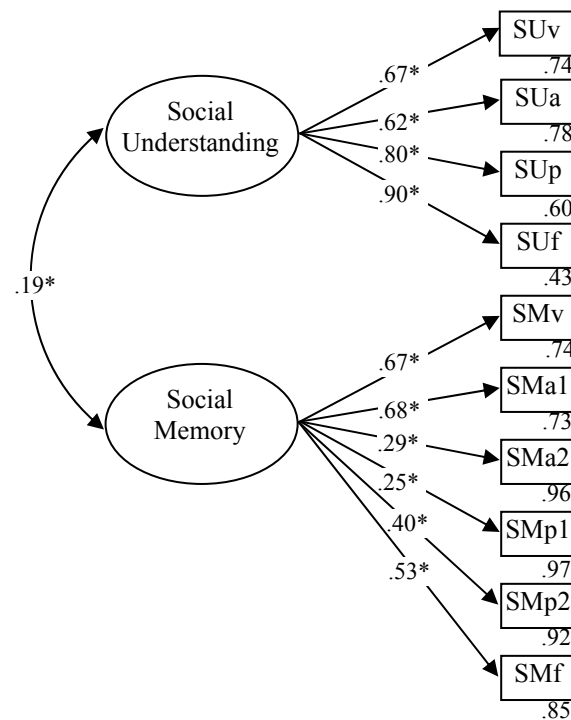 SUv
.74
.67*
Social
Understanding
SUa
.78
.62*
SUp
.60
.80*
SUf
.43
.90*
.19*
SMv
.74
.67*
Social
Memory
SMa1
.73
.68*
SMa2
.96
.29*
SMp1
.97
.25*
SMp2
.92
.40*
SMf
.85
.53*